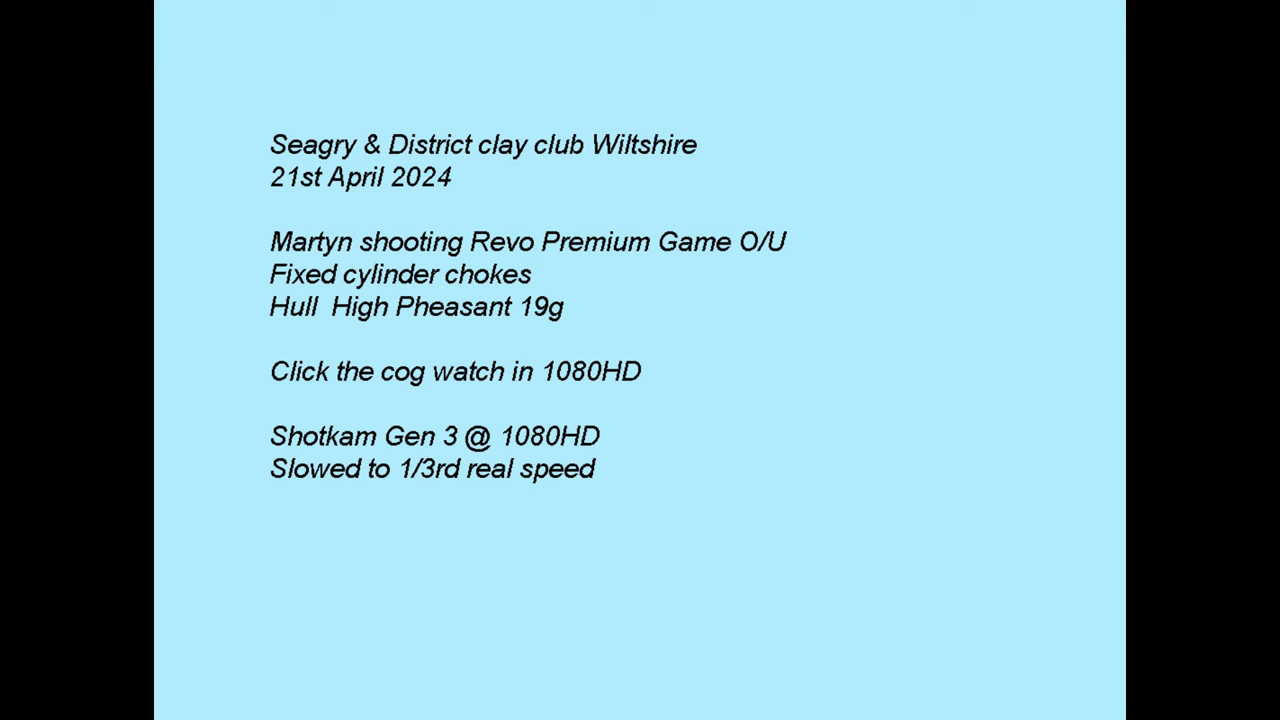 Seagry & District clay club Wiltshire
21st April 2024
Martyn shooting Revo Premium Game O/U
Fixed cylinder chokes
Hull  High Pheasant 19g
Click the cog watch in 1080HD
Shotkam Gen 3 @ 1080HD
Slowed to 1/3rd real speed